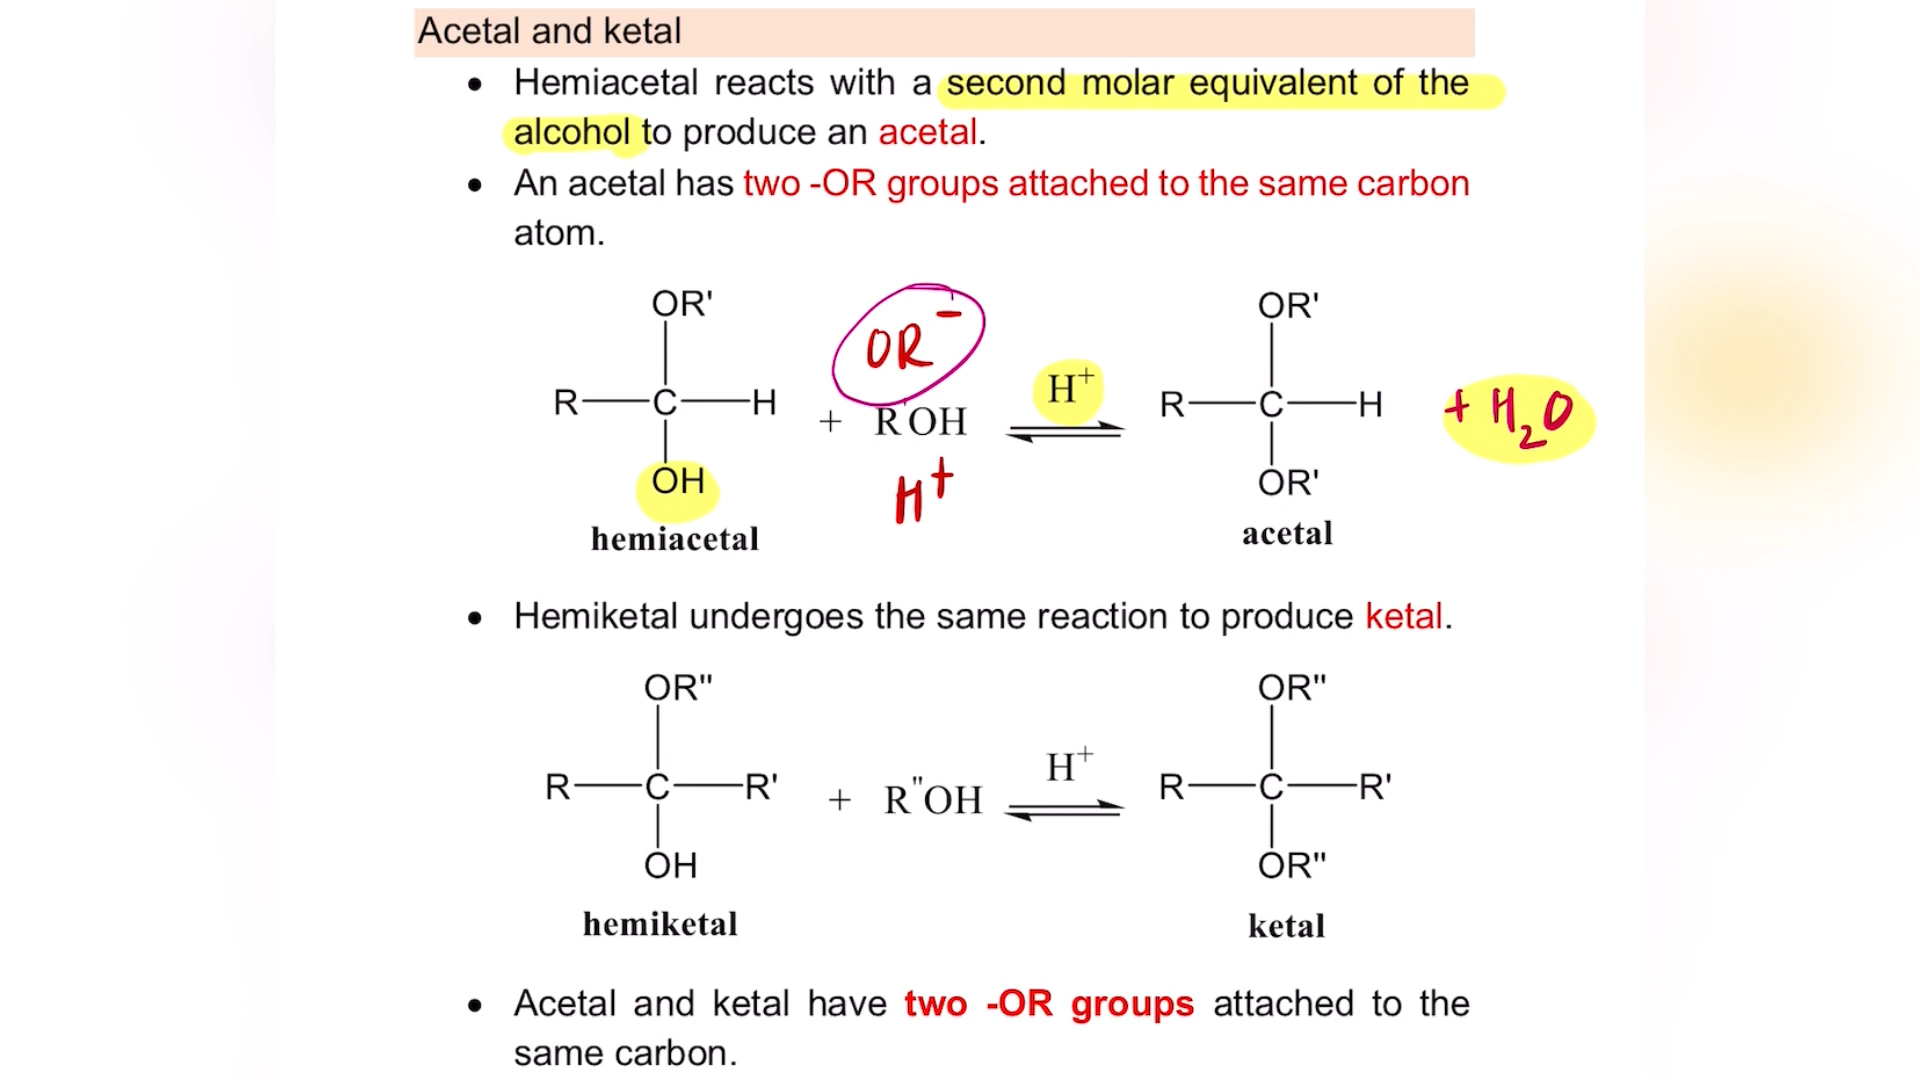 Acetal and ketal
• Hemiacetal reacts with a second molar equivalent of the
alcohol to produce an acetal.
• An acetal has two -OR groups attached to the same carbon
atom.
OR'
R—C—H
OH
hemiacetal
OR⁻
+ R'OH
H⁺
H⁺
OR'
R—C—H
OR'
acetal
+ H₂O
• Hemiketal undergoes the same reaction to produce ketal.
OR"
R—C—R'
OH
hemiketal
+ R"OH
H⁺
OR"
R—C—R'
OR"
ketal
• Acetal and ketal have two -OR groups attached to the
same carbon.